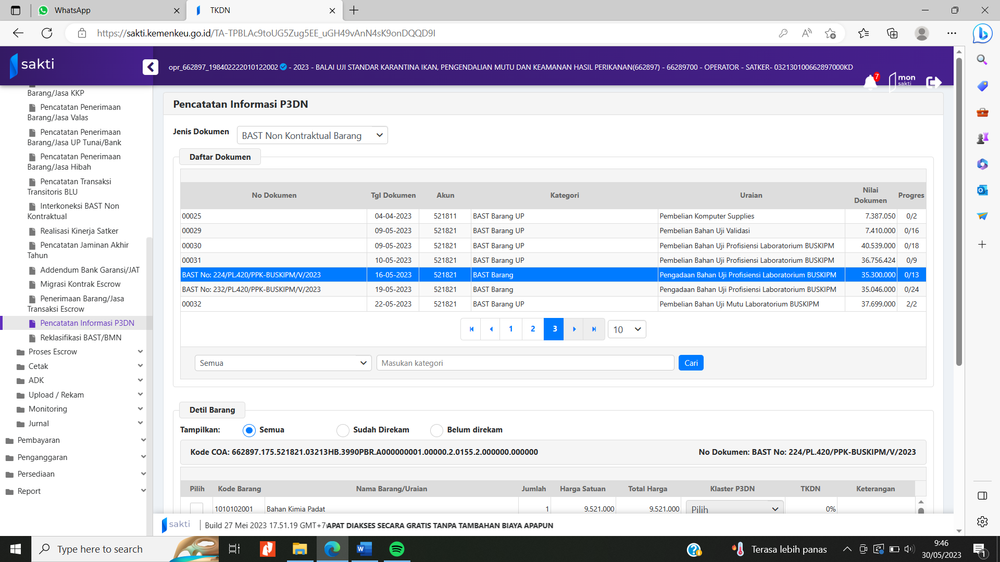 WhatsApp
TKDN
https://sakti.kemenkeu.go.id/TA-TPBLAc9toUG5Zug5EE_uGH49vAnN4sK9onDQQD9I
sakti
opr_662897_198402222010122002 - 2023 - BALAI UJI STANDAR KARANTINA IKAN, PENGENDALIAN MUTU DAN KEAMANAN HASIL PERIKANAN(662897) - 66289700 - OPERATOR - SATKER- 032130100662897000KD
7
mon
sakti
Barang/Jasa KKP
Pencatatan Penerimaan
Barang/Jasa Valas
Pencatatan Penerimaan
Barang/Jasa UP Tunai/Bank
Pencatatan Penerimaan
Barang/Jasa Hibah
Pencatatan Transaksi
Transitoris BLU
Interkoneksi BAST Non
Kontraktual
Realisasi Kinerja Satker
Pencatatan Jaminan Akhir
Tahun
Addendum Bank Garansi/JAT
Migrasi Kontrak Escrow
Penerimaan Barang/Jasa
Transaksi Escrow
Pencatatan Informasi P3DN
Reklasifikasi BAST/BMN
Proses Escrow
Cetak
ADK
Upload / Rekam
Monitoring
Jurnal
Pembayaran
Penganggaran
Persediaan
Report
Pencatatan Informasi P3DN
Jenis Dokumen BAST Non Kontraktual Barang
Daftar Dokumen
No Dokumen Tgl Dokumen Akun Kategori Uraian Nilai Dokumen Progres
00025 04-04-2023 521811 BAST Barang UP Pembelian Komputer Supplies 7.387.050 0/2
00029 09-05-2023 521821 BAST Barang UP Pembelian Bahan Uji Validasi 7.410.000 0/16
00030 09-05-2023 521821 BAST Barang UP Pembelian Bahan Uji Profisiensi Laboratorium BUSKIPM 40.539.000 0/18
00031 10-05-2023 521821 BAST Barang UP Pembelian Bahan Uji Profisiensi Laboratorium BUSKIPM 36.756.424 0/9
BAST No: 224/PL.420/PPK-BUSKIPM/V/2023 16-05-2023 521821 BAST Barang Pengadaan Bahan Uji Profisiensi Laboratorium BUSKIPM 35.300.000 0/13
BAST No: 232/PL.420/PPK-BUSKIPM/V/2023 19-05-2023 521821 BAST Barang Pengadaan Bahan Uji Profisiensi Laboratorium BUSKIPM 35.046.000 0/24
00032 22-05-2023 521821 BAST Barang UP Pembelian Bahan Uji Mutu Laboratorium BUSKIPM 37.699.000 2/2
1 2 3 10
Semua Masukan kategori Cari
Detil Barang
Tampilkan: Semua Sudah Direkam Belum direkam
Kode COA: 662897.175.521821.03213HB.3990PBR.A000000001.00000.2.0155.2.000000.000000 No Dokumen: BAST No: 224/PL.420/PPK-BUSKIPM/V/2023
Pilih Kode Barang Nama Barang/Uraian Jumlah Harga Satuan Total Harga Klaster P3DN TKDN Keterangan
1010102001 Bahan Kimia Padat 1 9.521.000 9.521.000 Pilih 0%
sakti Build 27 Mei 2023 17.51.19 GMT+7 APAT DIAKSES SECARA GRATIS TANPA TAMBAHAN BIAYA APAPUN
Type here to search
Terasa lebih panas
9:46
30/05/2023
1